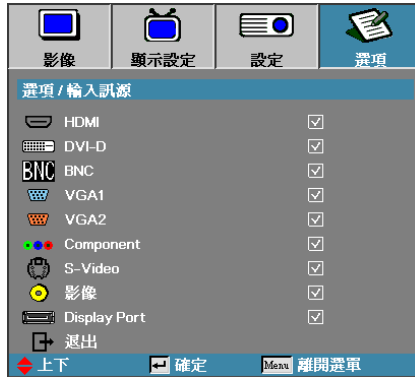 影像 顯示設定 設定 選項
選項 / 輸入訊源
HDMI
DVI-D
BNC BNC
VGA1
VGA2
Component
S-Video
影像
Display Port
退出
上下 確定 Menu 離開選單